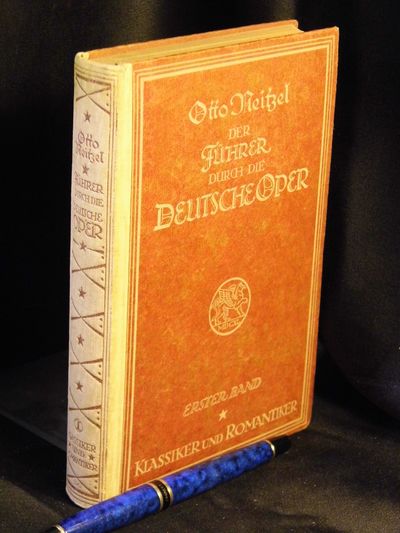 Otto Neitzel
DER
FÜHRER
DURCH DIE
DEUTSCHE OPER
ERSTER BAND
KLASSIKER UND ROMANTIKER
Otto
Neitzel
FÜHRER
DURCH DIE
DEUTSCHE
OPER
I
KLASSIKER
UND
ROMANTIKER